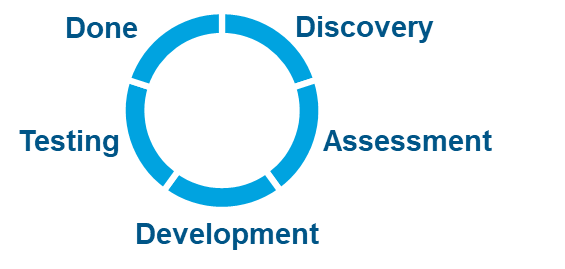 Done
Discovery
Testing
Assessment
Development